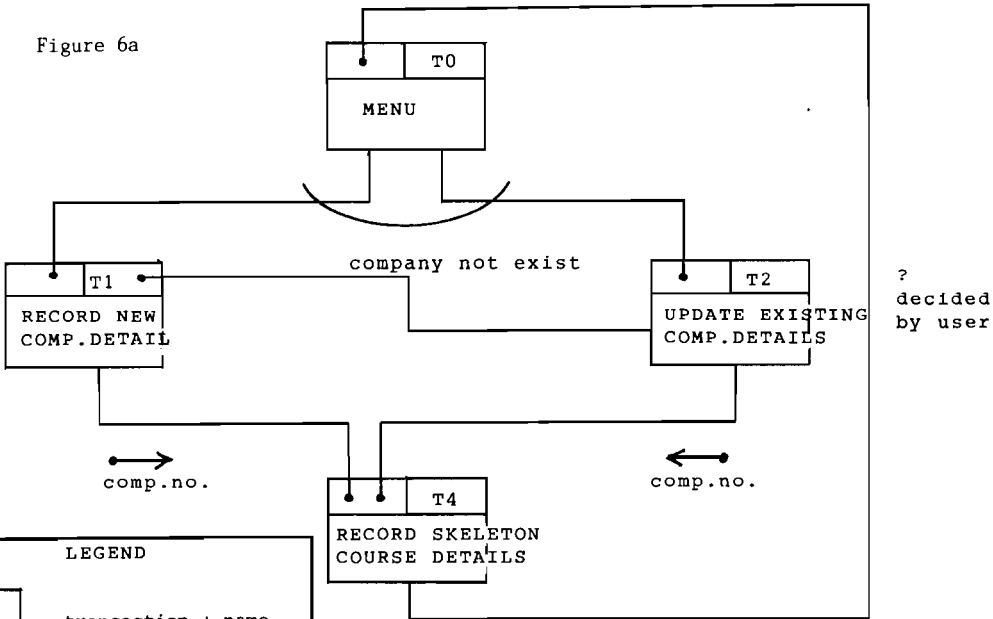 Figure 6a
T0
MENU
company not exist
T1
RECORD NEW
COMP.DETAIL
T2
UPDATE EXISTING
COMP.DETAILS
?
decided
by user
comp.no.
comp.no.
T4
RECORD SKELETON
COURSE DETAILS
LEGEND